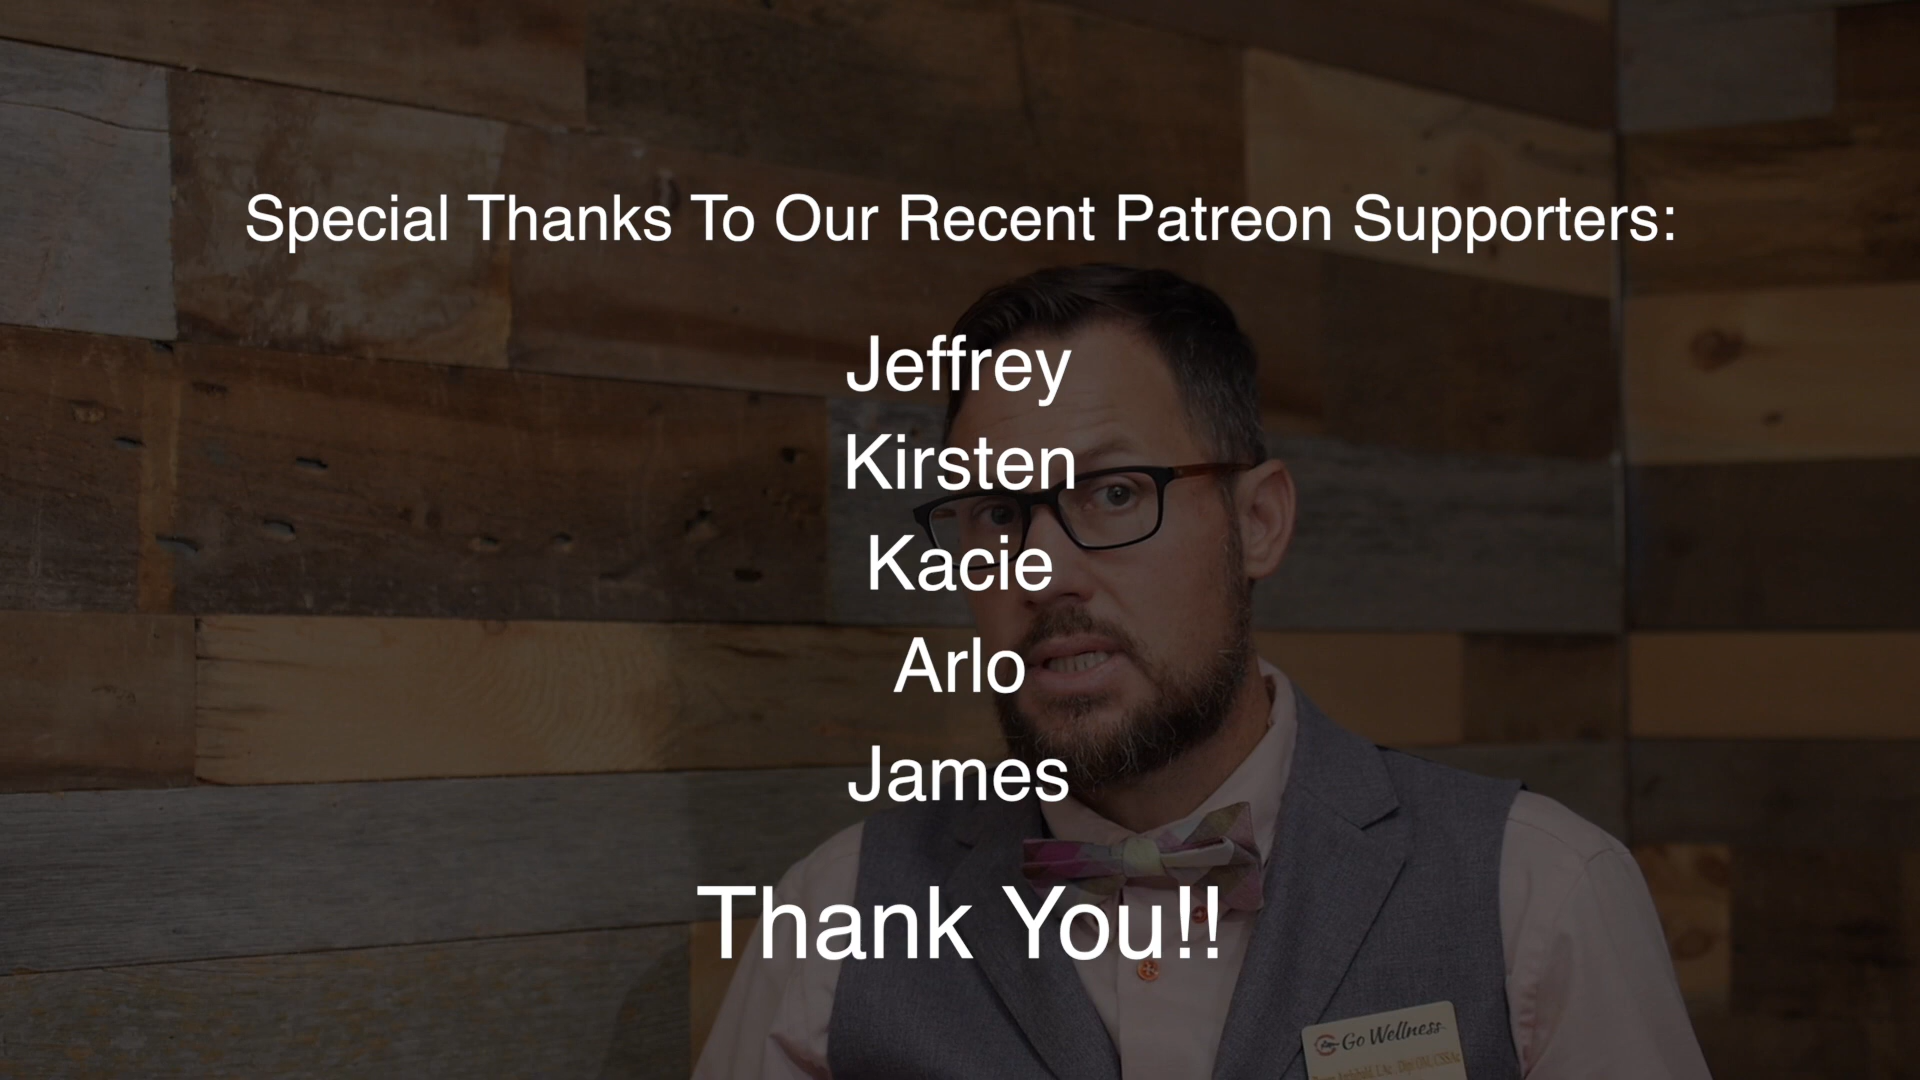 Special Thanks To Our Recent Patreon Supporters:
Jeffrey
Kirsten
Kacie
Arlo
James
Thank You!!
Go Wellness